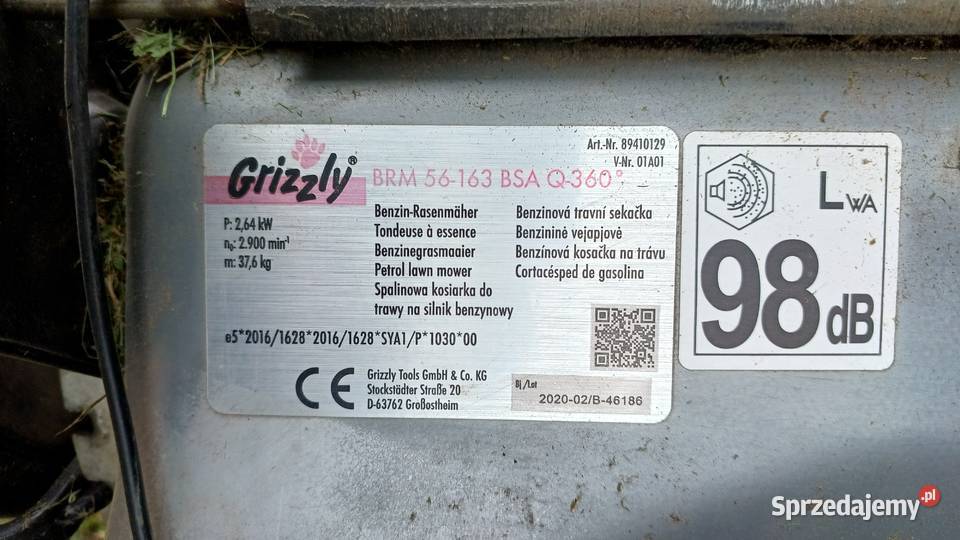 Grizzly®
BRM 56-163 BSA Q-360°
Art.-Nr. 89410129
V-Nr. 01A01
P: 2,64 kW
n₀: 2.900 min⁻¹
m: 37,6 kg
Benzin-Rasenmäher
Tondeuse à essence
Benzinegrasmaaier
Petrol lawn mower
Spalinowa kosiarka do
trawy na silnik benzynowy
Benzinová travní sekačka
Benzininė vejapjovė
Benzínová kosačka na trávu
Cortacésped de gasolina
e5*2016/1628*2016/1628*SYA1/P*1030*00
CE
Grizzly Tools GmbH & Co. KG
Stockstädter Straße 20
D-63762 Großostheim
Bj./Lot
2020-02/B-46186
LWA
98 dB
Sprzedajemy.pl